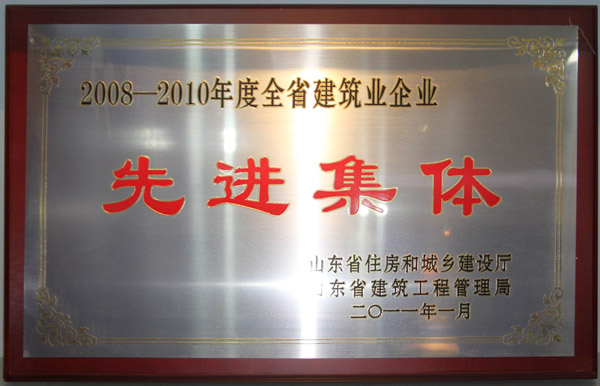 2008—2010年度全省建筑业企业
先进集体
山东省住房和城乡建设厅
山东省建筑工程管理局
二〇一一年一月